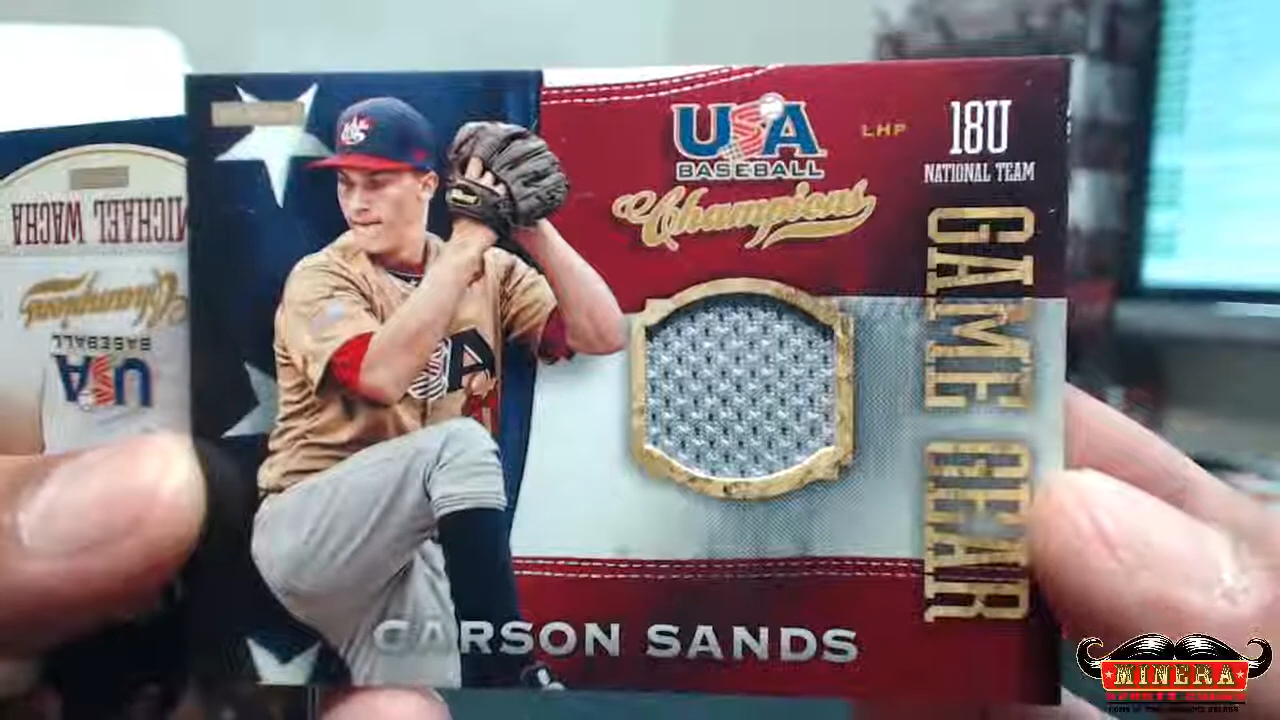 USA
BASEBALL
Champions
LHP
18U
NATIONAL TEAM
GAME GEAR
CARSON SANDS
MICHAEL WACHA
Champions
USA
BASEBALL
MINERA